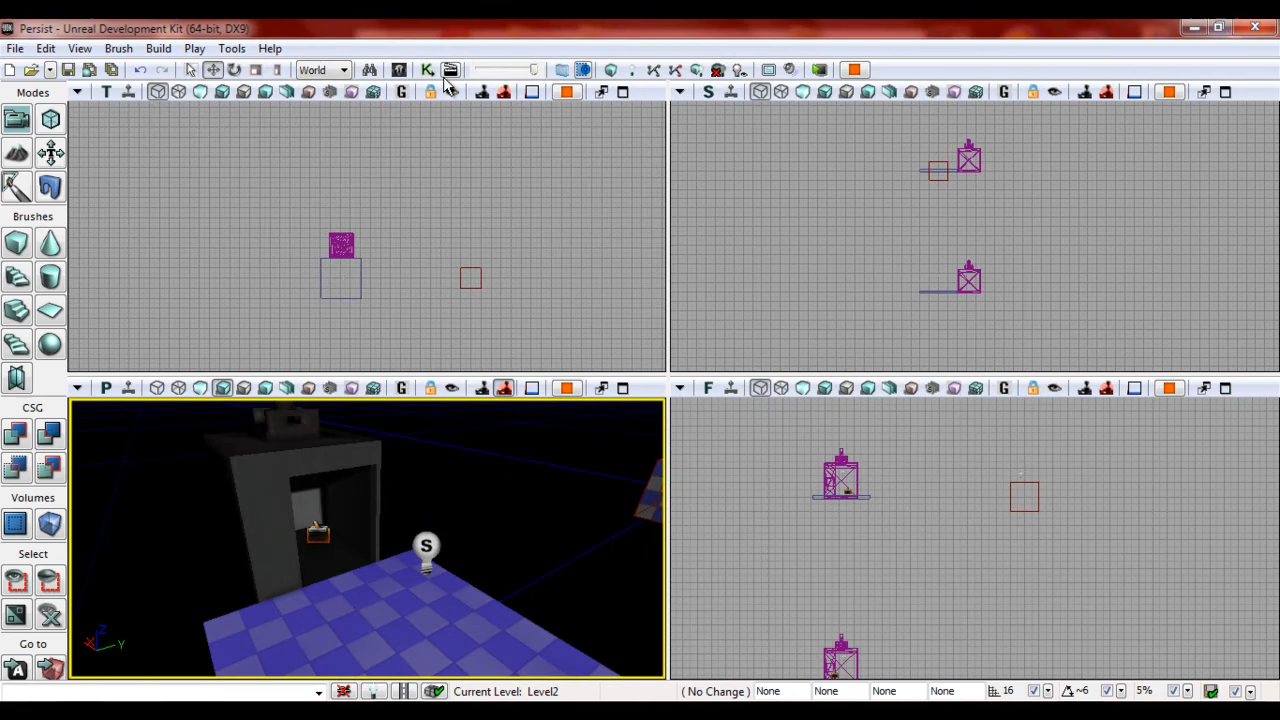 Persist - Unreal Development Kit (64-bit, DX9)
File Edit View Brush Build Play Tools Help
World
Modes
T
S
G
G
Brushes
P
F
G
G
CSG
Volumes
Select
S
Go to
Z
X Y
Current Level: Level2
( No Change ) None None None None 16 ~6 5%